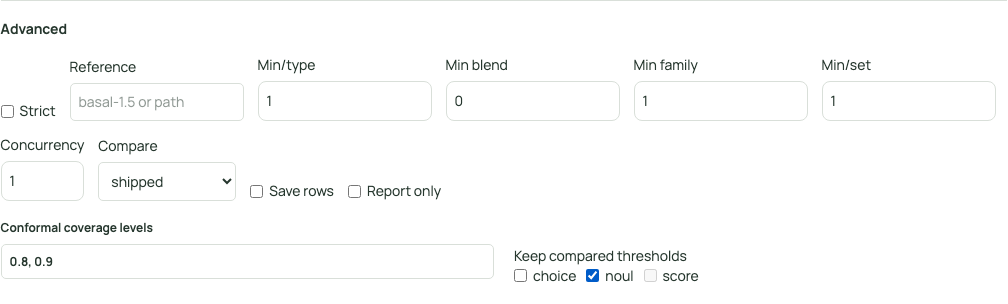 Advanced
Strict Reference Min/type Min blend Min family Min/set
basal-1.5 or path 1 0 1 1
Concurrency Compare
1 shipped Save rows Report only
Conformal coverage levels
0.8, 0.9
Keep compared thresholds
choice noul score